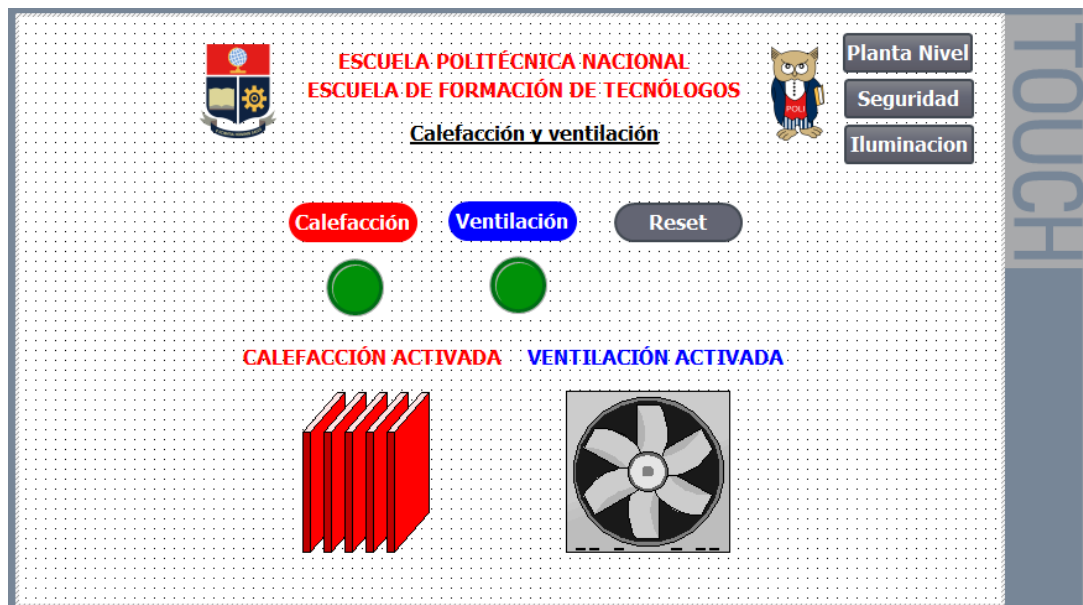 ESCUELA POLITÉCNICA NACIONAL
ESCUELA DE FORMACIÓN DE TECNÓLOGOS
Calefacción y ventilación
POLI
Planta Nivel
Seguridad
Iluminacion
TOUCH
Calefacción
Ventilación
Reset
CALEFACCIÓN ACTIVADA
VENTILACIÓN ACTIVADA